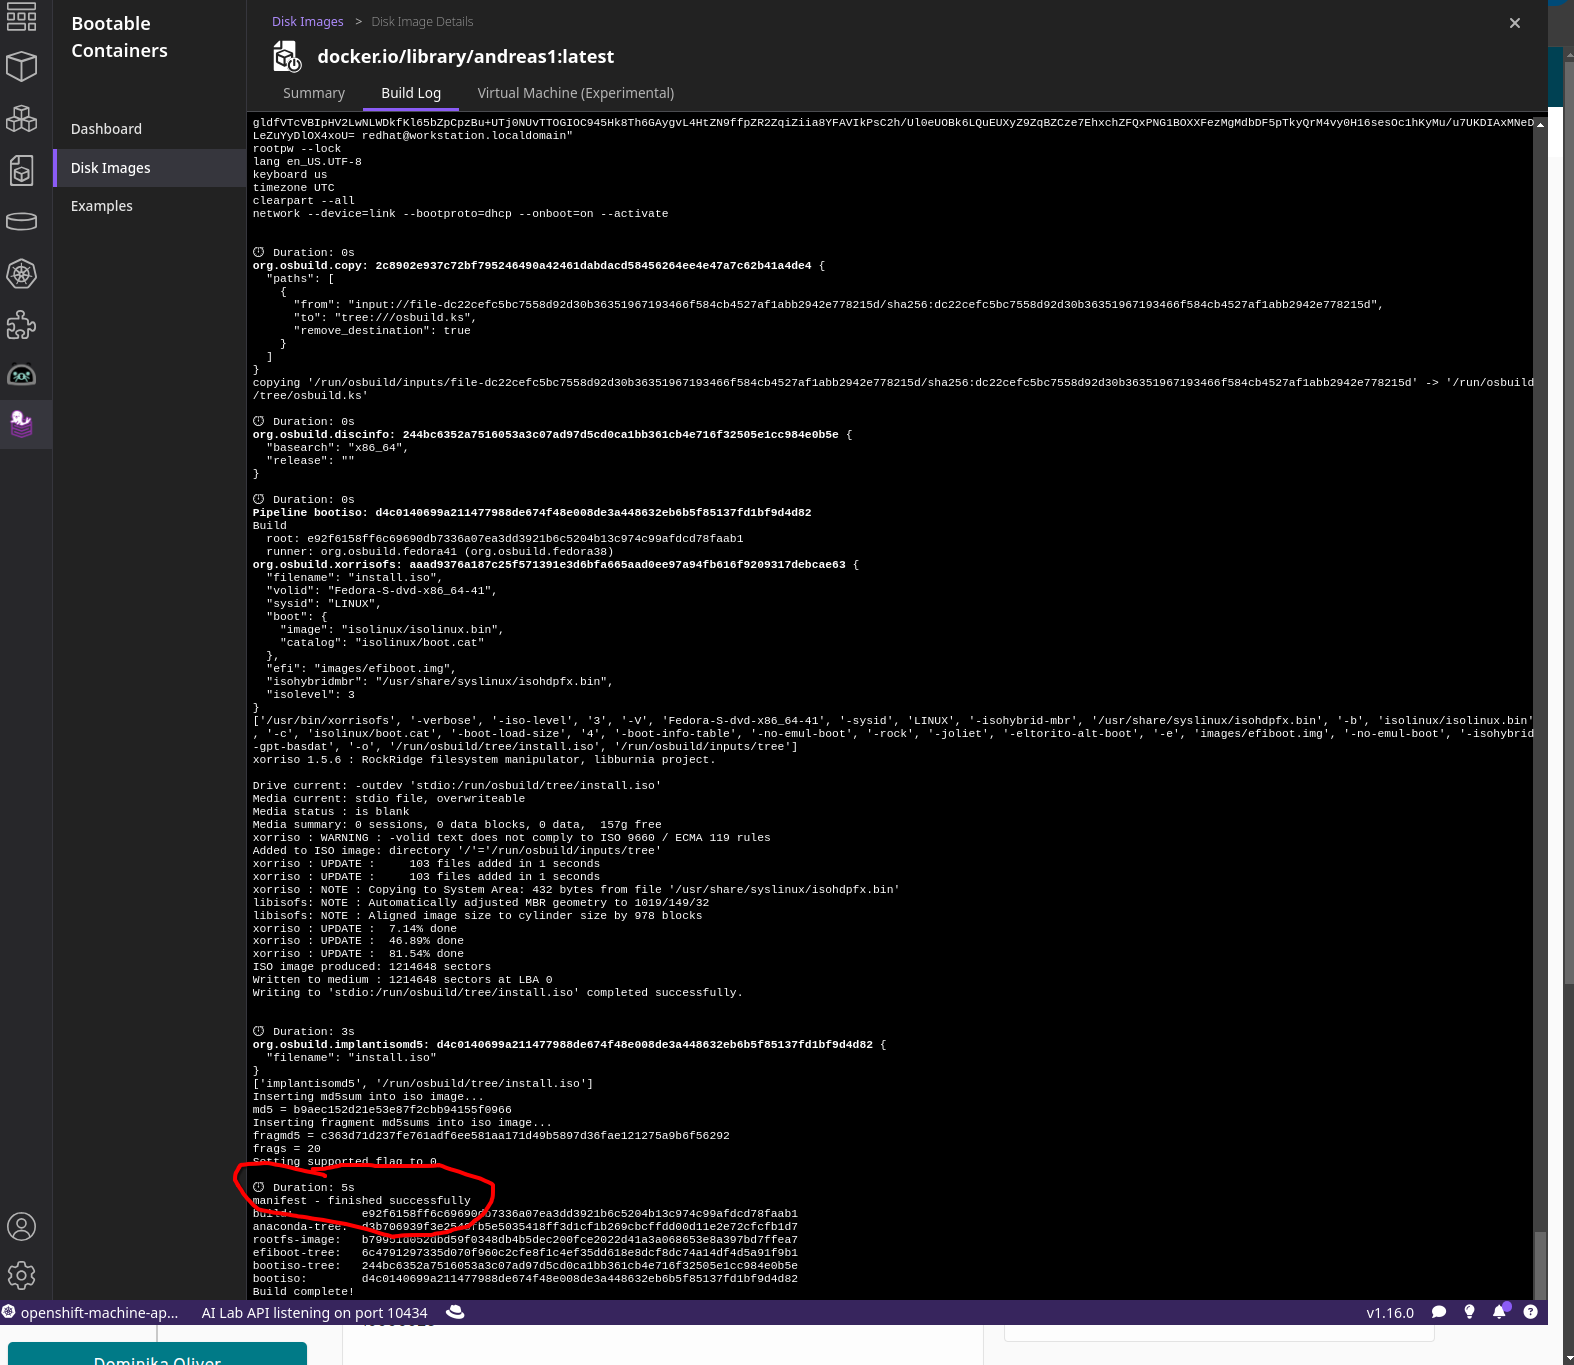 Bootable
Containers
Dashboard
Disk Images
Examples
Disk Images > Disk Image Details
docker.io/library/andreas1:latest
Summary Build Log Virtual Machine (Experimental)
gldfVTcVBIpHV2LwNLWDkfKl65bZpCpzBu+UTj0NUvTTOGIOC945Hk8Th6GAygvL4HtZN9ffpZR2ZqiZiia8YFAVIkPsC2h/Ul0eUOBk6LQuEUXyZ9ZqBZCze7EhxchZFQxPNG1BOXXFezMgMdbDF5pTkyQrM4vy0H16sesOc1hKyMu/u7UKDIAxMNeD
LeZuYyDlOX4xoU= redhat@workstation.localdomain"
rootpw --lock
lang en_US.UTF-8
keyboard us
timezone UTC
clearpart --all
network --device=link --bootproto=dhcp --onboot=on --activate
⏱ Duration: 0s
org.osbuild.copy: 2c8902e937c72bf795246490a42461dabdacd58456264ee4e47a7c62b41a4de4 {
"paths": [
{
"from": "input://file-dc22cefc5bc7558d92d30b36351967193466f584cb4527af1abb2942e778215d/sha256:dc22cefc5bc7558d92d30b36351967193466f584cb4527af1abb2942e778215d",
"to": "tree:///osbuild.ks",
"remove_destination": true
}
]
}
copying '/run/osbuild/inputs/file-dc22cefc5bc7558d92d30b36351967193466f584cb4527af1abb2942e778215d/sha256:dc22cefc5bc7558d92d30b36351967193466f584cb4527af1abb2942e778215d' -> '/run/osbuild
/tree/osbuild.ks'
⏱ Duration: 0s
org.osbuild.discinfo: 244bc6352a7516053a3c07ad97d5cd0ca1bb361cb4e716f32505e1cc984e0b5e {
"basearch": "x86_64",
"release": ""
}
⏱ Duration: 0s
Pipeline bootiso: d4c0140699a211477988de674f48e008de3a448632eb6b5f85137fd1bf9d4d82
Build
root: e92f6158ff6c69690db7336a07ea3dd3921b6c5204b13c974c99afdcd78faab1
runner: org.osbuild.fedora41 (org.osbuild.fedora38)
org.osbuild.xorrisofs: aaad9376a187c25f571391e3d6bfa665aad0ee97a94fb616f9209317debcae63 {
"filename": "install.iso",
"volid": "Fedora-S-dvd-x86_64-41",
"sysid": "LINUX",
"boot": {
"image": "isolinux/isolinux.bin",
"catalog": "isolinux/boot.cat"
},
"efi": "images/efiboot.img",
"isohybridmbr": "/usr/share/syslinux/isohdpfx.bin",
"isolevel": 3
}
['/usr/bin/xorrisofs', '-verbose', '-iso-level', '3', '-V', 'Fedora-S-dvd-x86_64-41', '-sysid', 'LINUX', '-isohybrid-mbr', '/usr/share/syslinux/isohdpfx.bin', '-b', 'isolinux/isolinux.bin'
, '-c', 'isolinux/boot.cat', '-boot-load-size', '4', '-boot-info-table', '-no-emul-boot', '-rock', '-joliet', '-eltorito-alt-boot', '-e', 'images/efiboot.img', '-no-emul-boot', '-isohybrid
-gpt-basdat', '-o', '/run/osbuild/tree/install.iso', '/run/osbuild/inputs/tree']
xorriso 1.5.6 : RockRidge filesystem manipulator, libburnia project.
Drive current: -outdev 'stdio:/run/osbuild/tree/install.iso'
Media current: stdio file, overwriteable
Media status : is blank
Media summary: 0 sessions, 0 data blocks, 0 data, 157g free
xorriso : WARNING : -volid text does not comply to ISO 9660 / ECMA 119 rules
Added to ISO image: directory '/'='/run/osbuild/inputs/tree'
xorriso : UPDATE : 103 files added in 1 seconds
xorriso : UPDATE : 103 files added in 1 seconds
xorriso : NOTE : Copying to System Area: 432 bytes from file '/usr/share/syslinux/isohdpfx.bin'
libisofs: NOTE : Automatically adjusted MBR geometry to 1019/149/32
libisofs: NOTE : Aligned image size to cylinder size by 978 blocks
xorriso : UPDATE : 7.14% done
xorriso : UPDATE : 46.89% done
xorriso : UPDATE : 81.54% done
ISO image produced: 1214648 sectors
Written to medium : 1214648 sectors at LBA 0
Writing to 'stdio:/run/osbuild/tree/install.iso' completed successfully.
⏱ Duration: 3s
org.osbuild.implantisomd5: d4c0140699a211477988de674f48e008de3a448632eb6b5f85137fd1bf9d4d82 {
"filename": "install.iso"
}
['implantisomd5', '/run/osbuild/tree/install.iso']
Inserting md5sum into iso image...
md5 = b9aec152d21e53e87f2cbb94155f0966
Inserting fragment md5sums into iso image...
fragmd5 = c363d71d237fe761adf6ee581aa171d49b5897d36fae121275a9b6f56292
frags = 20
Setting supported flag to 0
⏱ Duration: 5s
manifest - finished successfully
build: e92f6158ff6c69690db7336a07ea3dd3921b6c5204b13c974c99afdcd78faab1
anaconda-tree:
rootfs-image:
efiboot-tree: 6c4791297335d070f960c2cfe8f1c4ef35dd618e8dcf8dc74a14df4d5a91f9b1
bootiso-tree: 244bc6352a7516053a3c07ad97d5cd0ca1bb361cb4e716f32505e1cc984e0b5e
bootiso: d4c0140699a211477988de674f48e008de3a448632eb6b5f85137fd1bf9d4d82
Build complete!
openshift-machine-ap... AI Lab API listening on port 10434 v1.16.0
Dominika Oliver